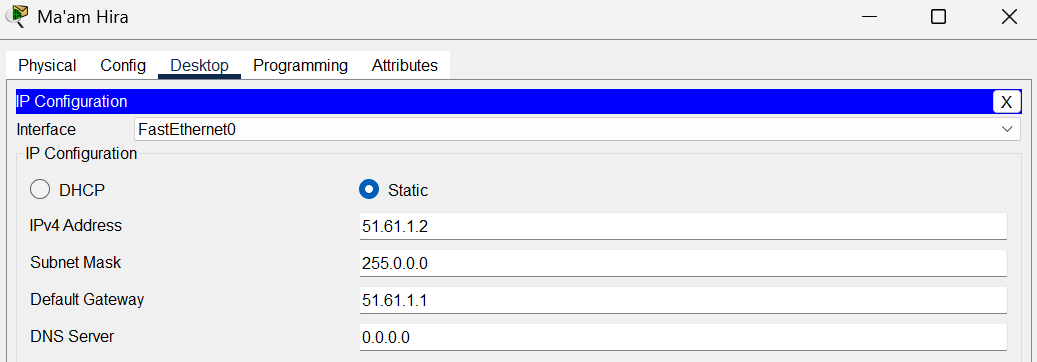 Ma'am Hira
Physical Config Desktop Programming Attributes
IP Configuration X
Interface FastEthernet0
IP Configuration
DHCP Static
IPv4 Address 51.61.1.2
Subnet Mask 255.0.0.0
Default Gateway 51.61.1.1
DNS Server 0.0.0.0